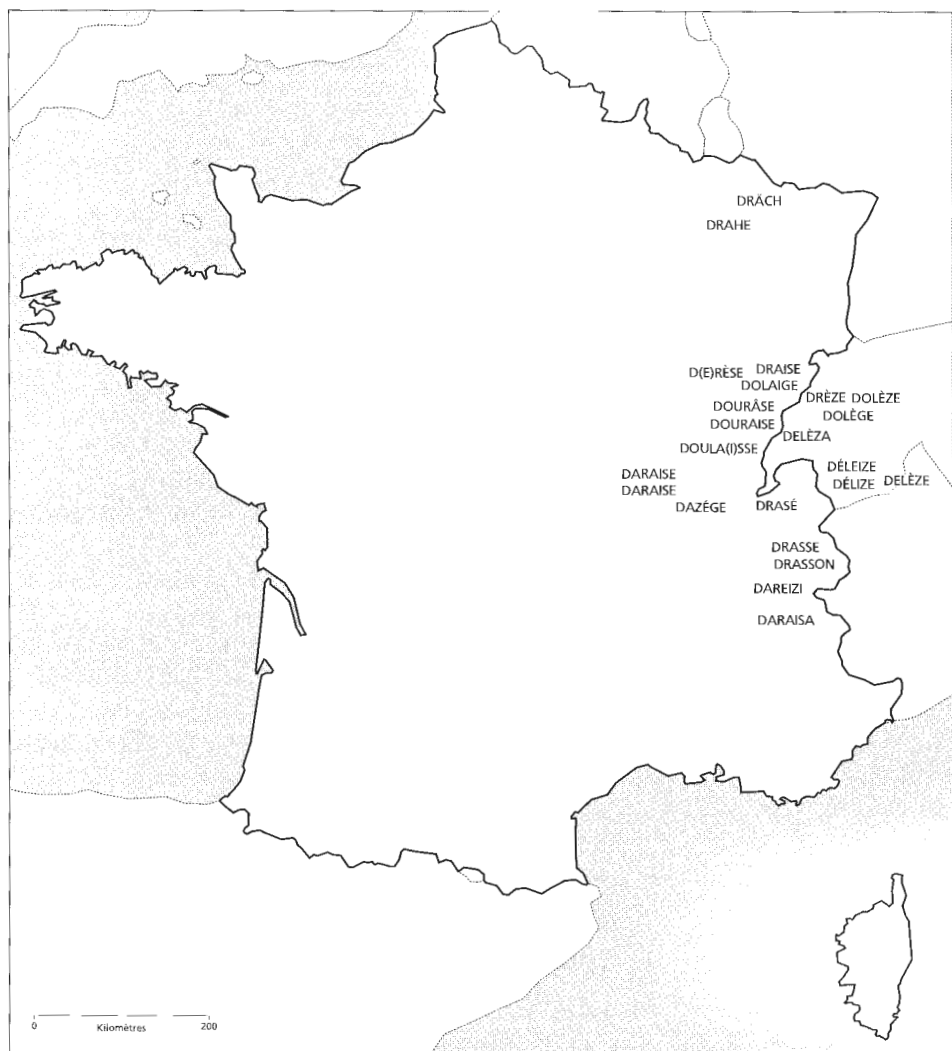 DRÄCH
DRAHE
D(E)RÈSE DRAISE
DOLAIGE
DRÈZE DOLÈZE
DOURÂSE
DOLÈGE
DOURAISE
DELÈZA
DOULA(I)SSE
DÉLEIZE
DARAISE
DÉLIZE DELÈZE
DARAISE
DAZÉGE DRASÉ
DRASSE
DRASSON
DAREIZI
DARAISA
0 Kilomètres 200